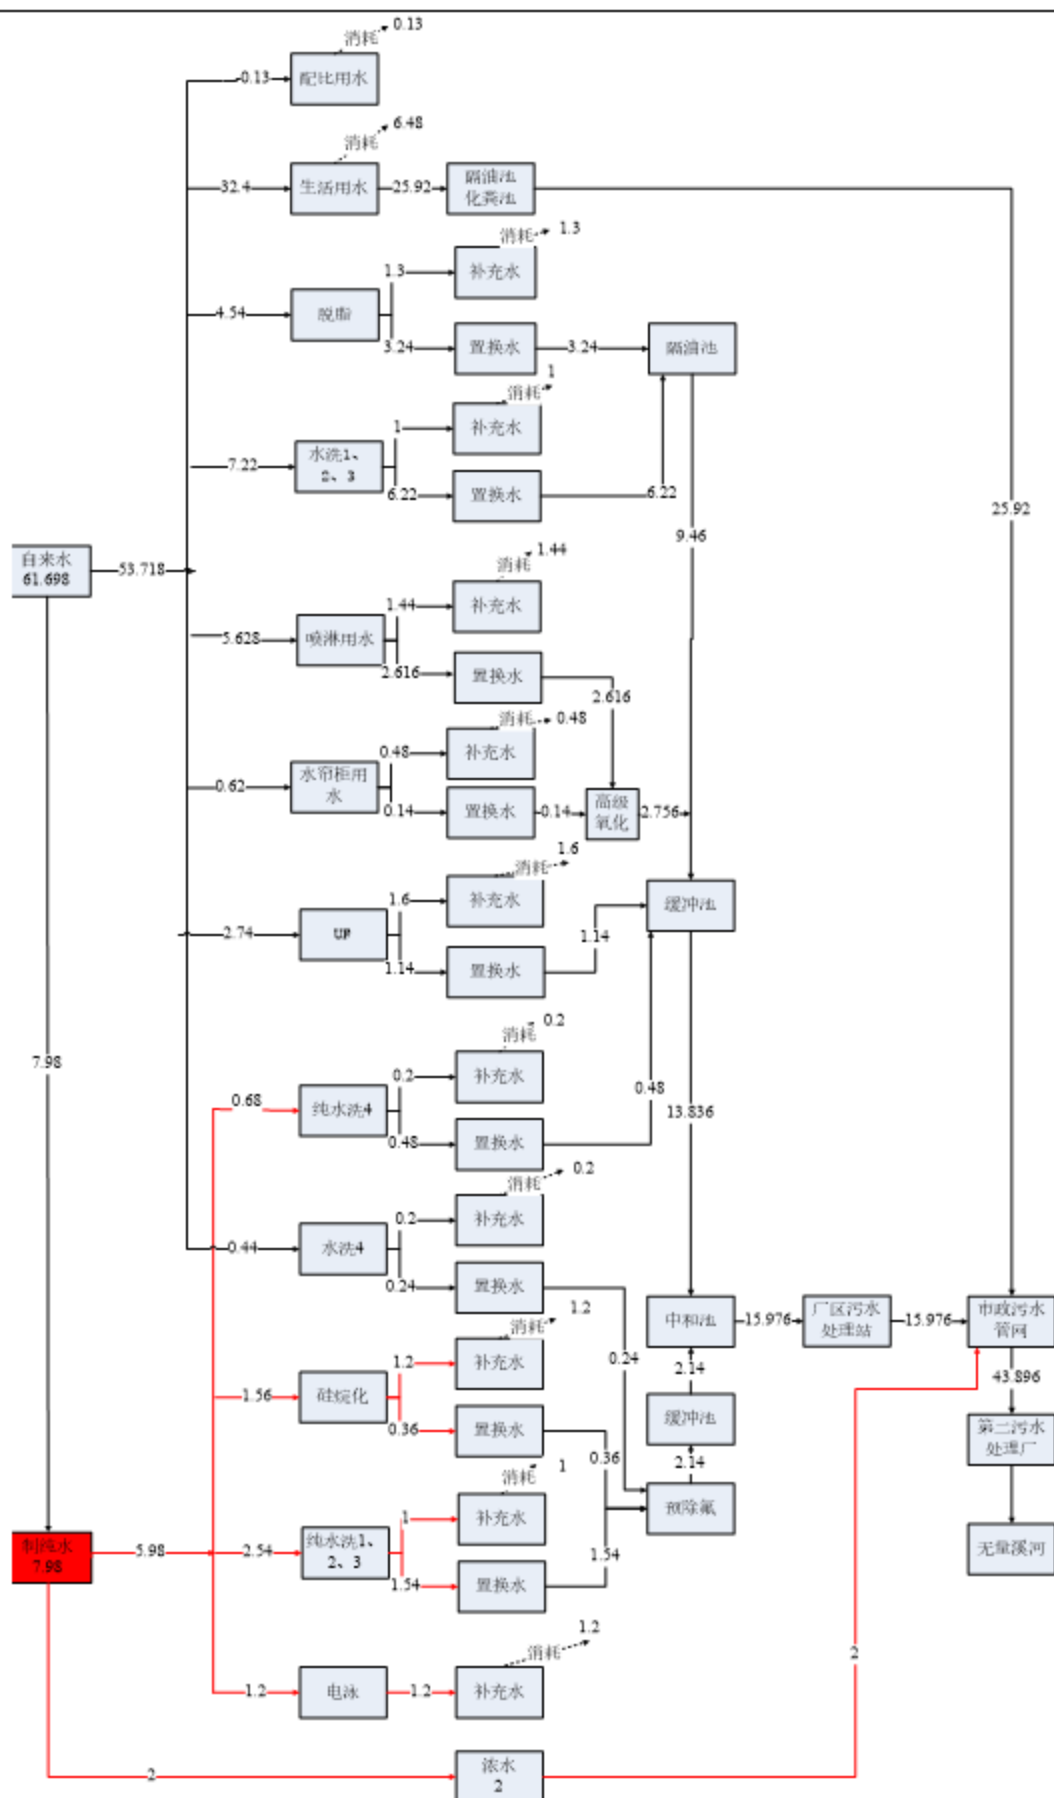 消耗 0.13
0.13 配比用水
消耗 6.48
32.4 生活用水 25.92 隔油池
化粪池
消耗 1.3
1.3 补充水
4.54 脱脂
3.24 置换水 3.24 隔油池
消耗 1
1 补充水
7.22 水洗1、
2、3
6.22 置换水 6.22
25.92
9.46
自来水
61.698
53.718
消耗 1.44
1.44 补充水
5.628 喷淋用水
2.616 置换水
2.616
消耗 0.48
0.48 补充水
0.62 水帘柜用
水
0.14 置换水 0.14 高级
氧化
2.756
消耗 1.6
1.6 补充水 缓冲池
2.74 UF 1.14
1.14 置换水
消耗 0.2
7.98
0.2 补充水 0.48
0.68 纯水洗4 13.836
0.48 置换水
消耗 0.2
0.2 补充水
0.44 水洗4
0.24 置换水
消耗 1.2
中和池 15.976 厂区污水
处理站
15.976 市政污水
管网
0.24
1.2 补充水 2.14 43.896
1.56 硅烷化 缓冲池
0.36 置换水 第二污水
处理厂
0.36 2.14
消耗 1
1 补充水 预除氟
制纯水
7.98
5.98 2.54 纯水洗1、
2、3
1.54 无量溪河
1.54 置换水
消耗 1.2
2
1.2 电泳 1.2 补充水
2 浓水
2